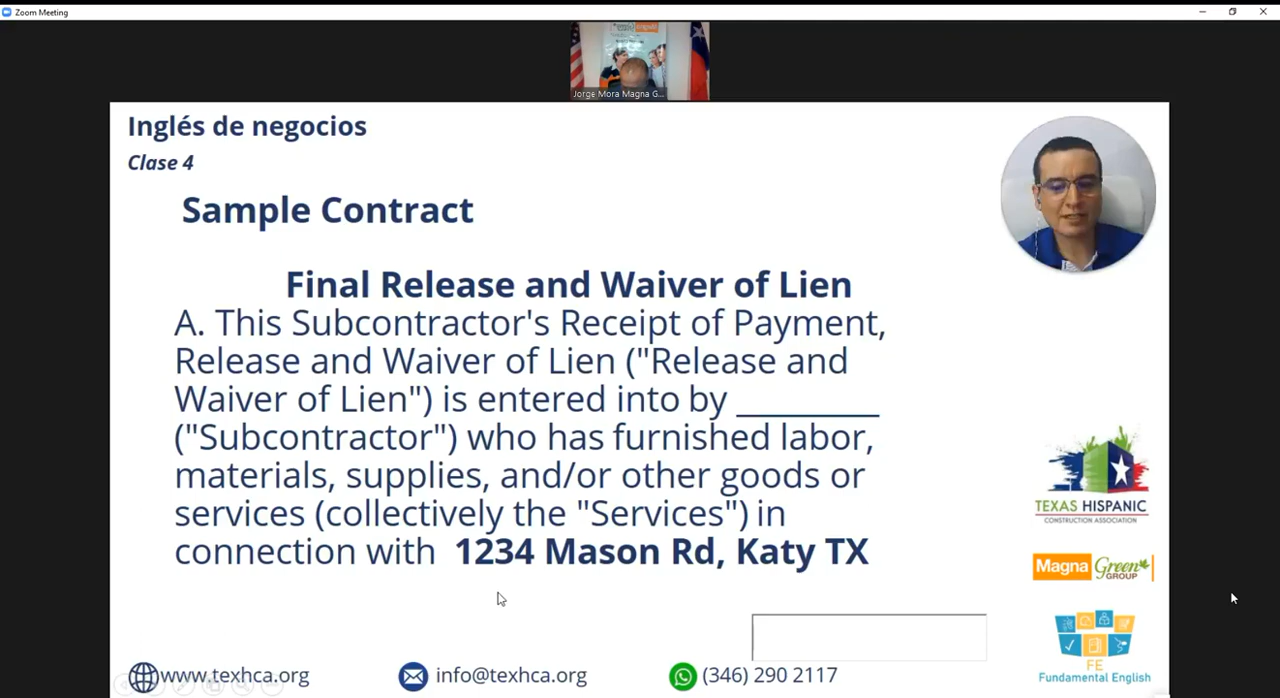 Zoom Meeting
Jorge Mora Magna G...
Inglés de negocios
Clase 4
Sample Contract
Final Release and Waiver of Lien
A. This Subcontractor's Receipt of Payment,
Release and Waiver of Lien ("Release and
Waiver of Lien") is entered into by __________
("Subcontractor") who has furnished labor,
materials, supplies, and/or other goods or
services (collectively the "Services") in
connection with 1234 Mason Rd, Katy TX
TEXAS HISPANIC
CONSTRUCTION ASSOCIATION
Magna Green
GROUP
FE
Fundamental English
www.texhca.org
info@texhca.org
(346) 290 2117